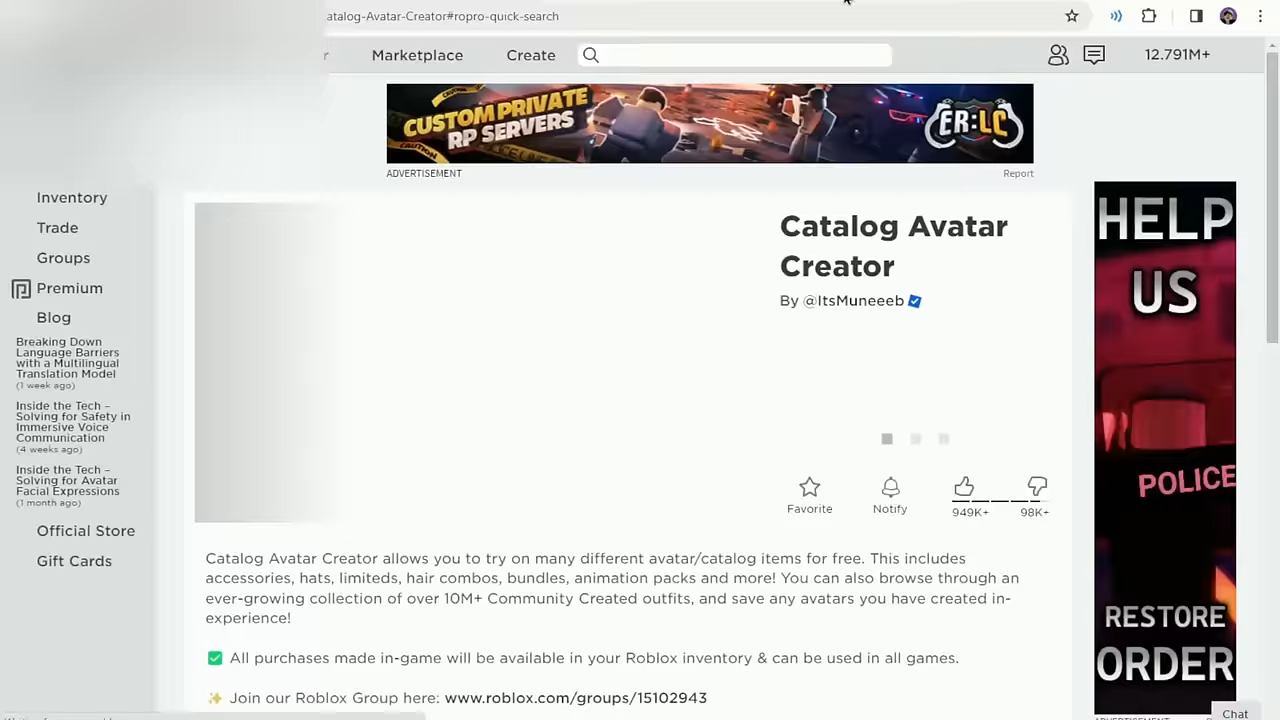 atalog-Avatar-Creator#ropro-quick-search
r Marketplace Create 12.791M+
CUSTOM PRIVATE
RP SERVERS
CAUTION
ER:LC
ADVERTISEMENT Report
Inventory
Trade
Groups
Premium
Blog
Breaking Down
Language Barriers
with a Multilingual
Translation Model
(1 week ago)
Inside the Tech –
Solving for Safety in
Immersive Voice
Communication
(4 weeks ago)
Inside the Tech –
Solving for Avatar
Facial Expressions
(1 month ago)
Official Store
Gift Cards
Catalog Avatar
Creator
By @ItsMuneeeb
Favorite Notify 949K+ 98K+
Catalog Avatar Creator allows you to try on many different avatar/catalog items for free. This includes
accessories, hats, limiteds, hair combos, bundles, animation packs and more! You can also browse through an
ever-growing collection of over 10M+ Community Created outfits, and save any avatars you have created in-
experience!
✅ All purchases made in-game will be available in your Roblox inventory & can be used in all games.
✨ Join our Roblox Group here: www.roblox.com/groups/15102943
HELP
US
POLICE
RESTORE
ORDER
ADVERTISEMENT
Chat